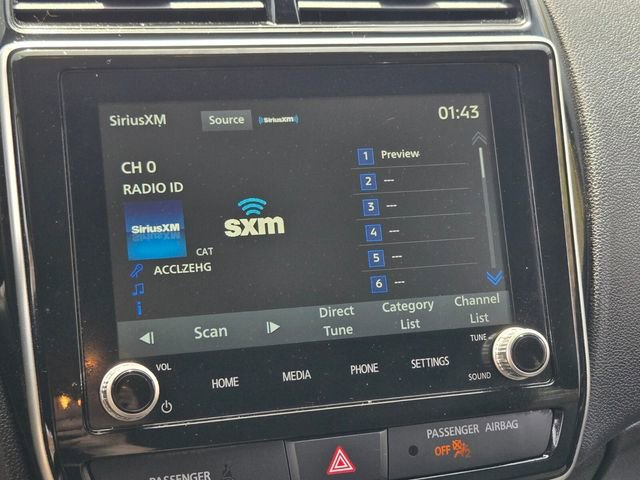 SiriusXM Source ((SiriusXM)) 01:43
CH 0
RADIO ID
SiriusXM
sxm
CAT
ACCLZEHG
1 Preview
2 ---
3 ---
4 ---
5 ---
6 ---
Scan
Direct
Tune
Category
List
Channel
List
VOL
HOME
MEDIA
PHONE
SETTINGS
TUNE
SOUND
PASSENGER
PASSENGER AIRBAG
OFF 2